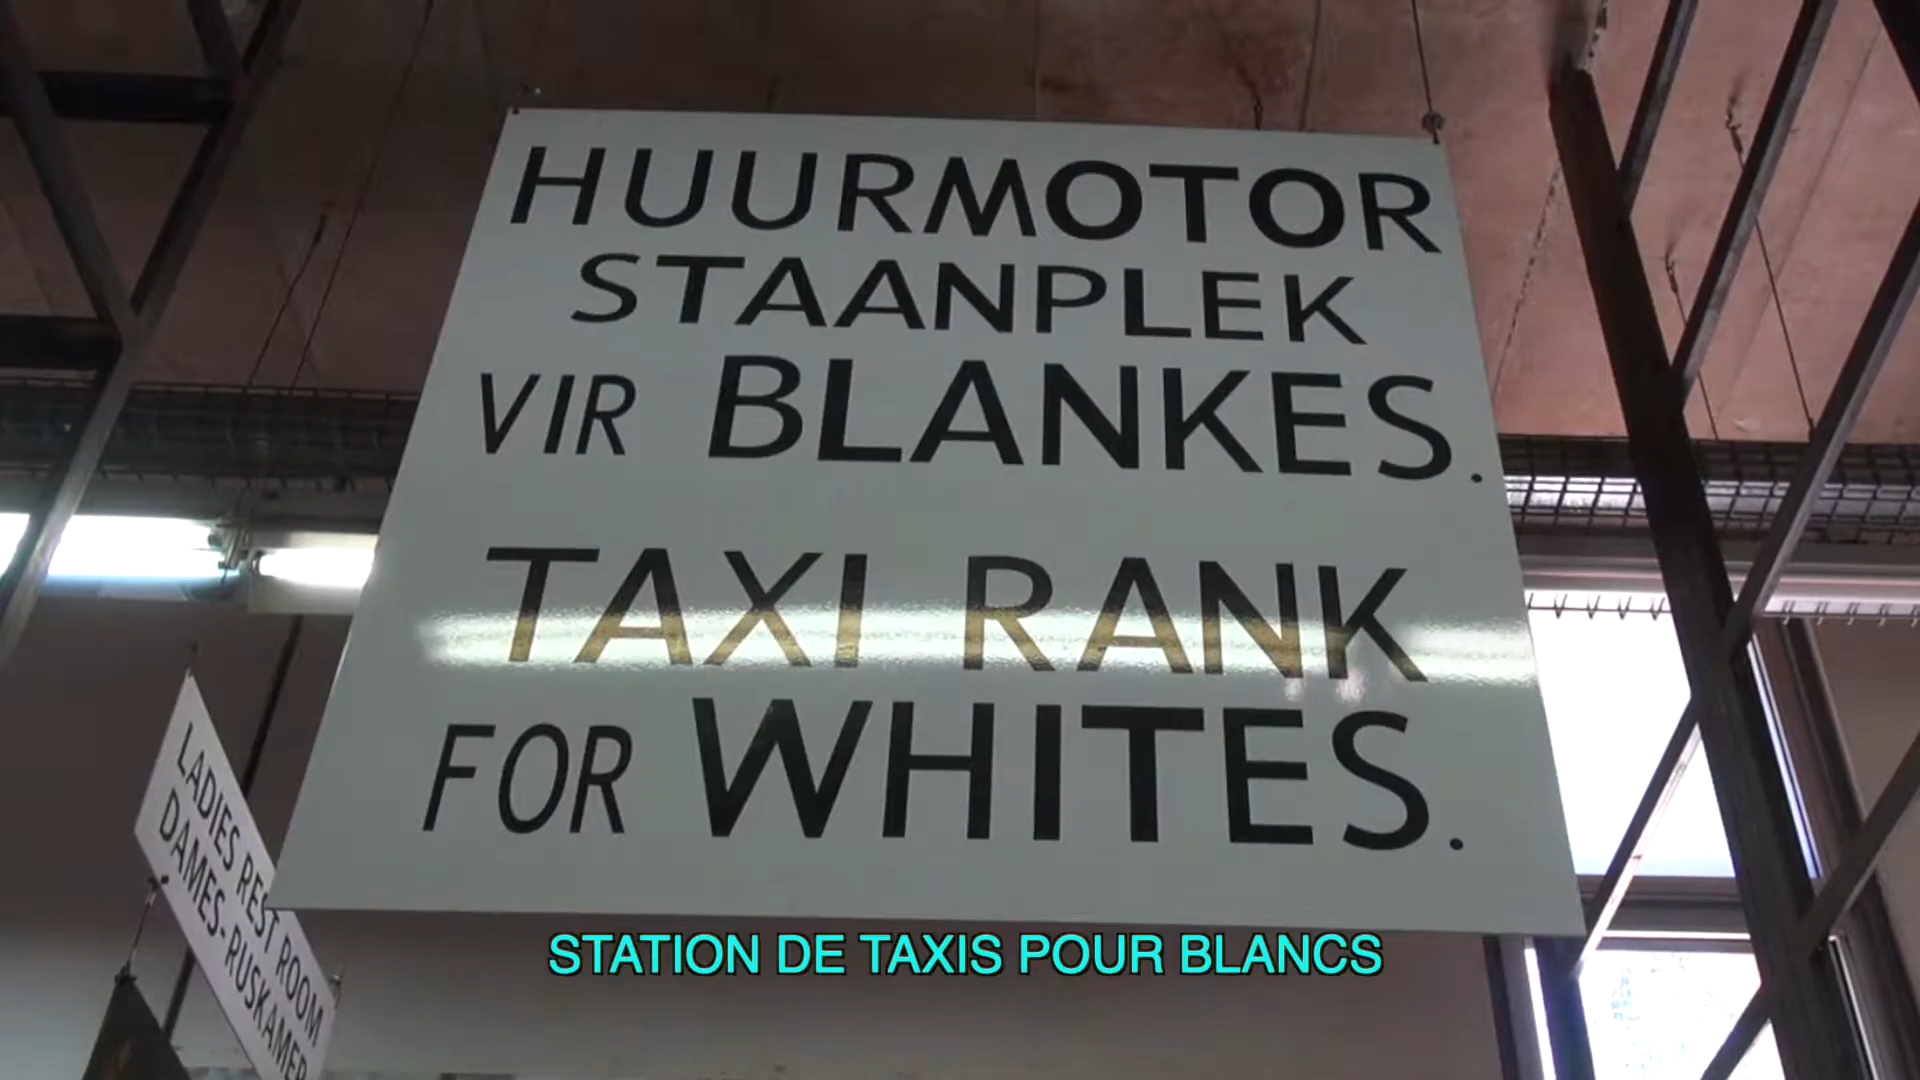 HUURMOTOR
STAANPLEK
VIR BLANKES.
TAXI RANK
FOR WHITES.
LADIES REST ROOM
DAMES-RUSKAMER
STATION DE TAXIS POUR BLANCS